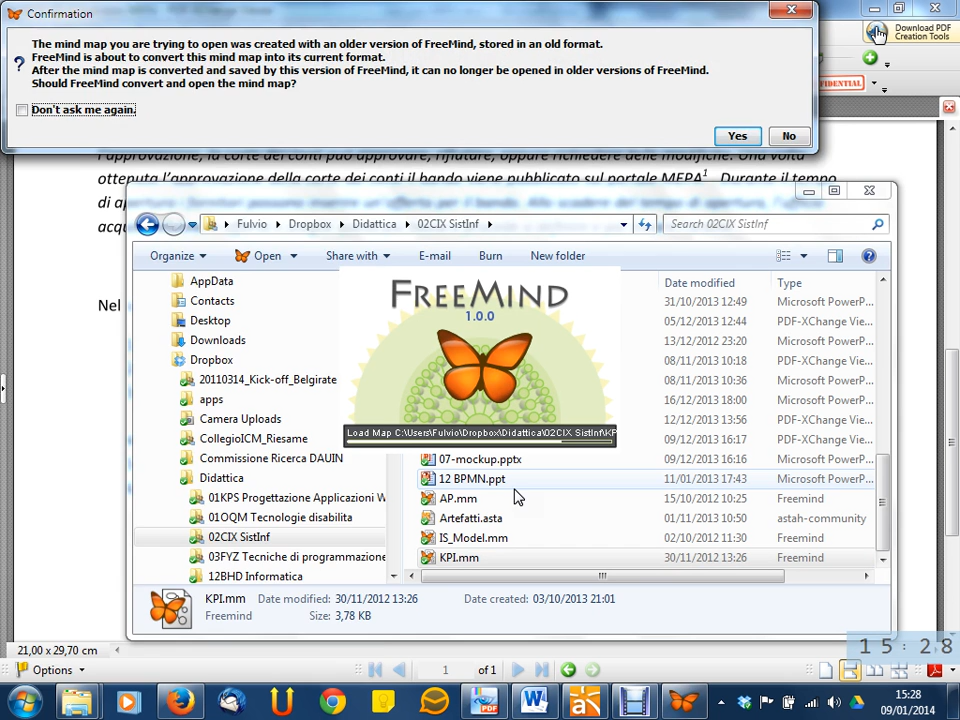 Confirmation
The mind map you are trying to open was created with an older version of FreeMind, stored in an old format.
FreeMind is about to convert this mind map into its current format.
After the mind map is converted and saved by this version of FreeMind, it can no longer be opened in older versions of FreeMind.
Should FreeMind convert and open the mind map?
Don't ask me again.
Yes
No
Download PDF
Creation Tools
l'approvazione, la corte dei conti può approvare, rifiutare, oppure richiedere delle modifiche. Una volta
ottenuta l'approvazione della corte dei conti il bando viene pubblicato sul portale MEPA1. Durante il tempo
di
acqu
Nel
Fulvio
Dropbox
Didattica
02CIX SistInf
Search 02CIX SistInf
Organize
Open
Share with
E-mail
Burn
New folder
AppData
Contacts
Desktop
Downloads
Dropbox
20110314_Kick-off_Belgirate
apps
Camera Uploads
CollegioICM_Riesame
Commissione Ricerca DAUIN
Didattica
01KPS Progettazione Applicazioni W
01OQM Tecnologie disabilita
02CIX SistInf
03FYZ Tecniche di programmazione
12BHD Informatica
FREEMIND
1.0.0
Load Map C:\Users\Fulvio\Dropbox\Didattica\02CIX SistInf\KP
Date modified
Type
31/10/2013 12:49
Microsoft PowerP...
05/12/2013 12:44
PDF-XChange Vie...
13/12/2012 23:20
Microsoft PowerP...
08/11/2013 10:18
PDF-XChange Vie...
08/11/2013 10:36
Microsoft PowerP...
16/12/2013 18:00
Microsoft PowerP...
12/12/2013 13:56
PDF-XChange Vie...
09/12/2013 16:17
PDF-XChange Vie...
07-mockup.pptx
09/12/2013 16:16
Microsoft PowerP...
12 BPMN.ppt
11/01/2013 17:43
Microsoft PowerP...
AP.mm
15/10/2012 10:25
Freemind
Artefatti.asta
01/11/2013 10:50
astah-community
IS_Model.mm
02/10/2012 11:30
Freemind
KPI.mm
30/11/2012 13:26
Freemind
KPI.mm
Date modified: 30/11/2012 13:26
Date created: 03/10/2013 21:01
Freemind
Size: 3,78 KB
21,00 x 29,70 cm
15:28
Options
1
of 1
15:28
09/01/2014